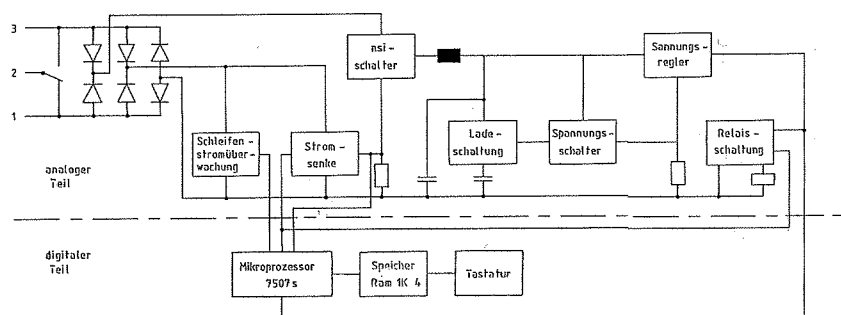 3
2
1
nsi-
schalter
Sannungs-
regler
Schleifen-
stromüber-
wachung
Strom-
senke
Lade-
schaltung
Spannungs-
schalter
Relais-
schaltung
analoger
Teil
digitaler
Teil
Mikroprozessor
7507s
Speicher
Ram 1K 4
Tastatur